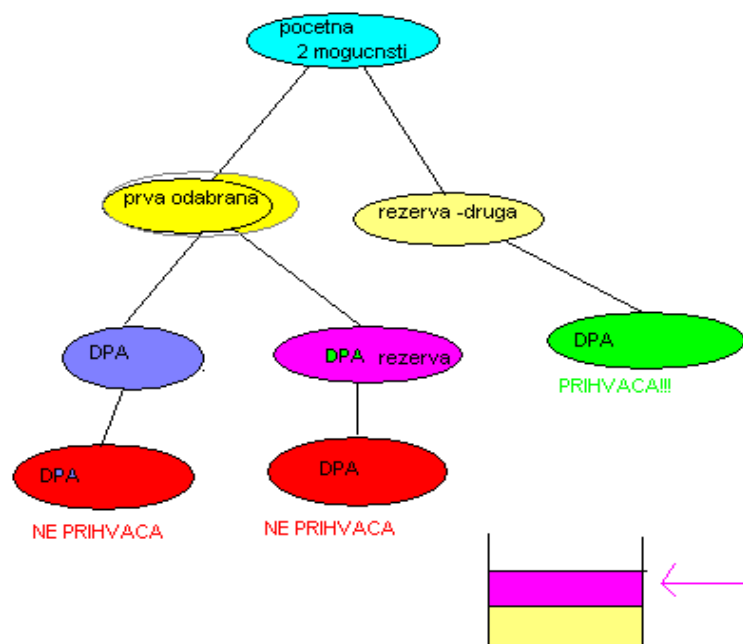 pocetna
2 mogucnsti
prva odabrana
rezerva -druga
DPA
DPA rezerva
DPA
PRIHVACA!!!
DPA
DPA
NE PRIHVACA
NE PRIHVACA